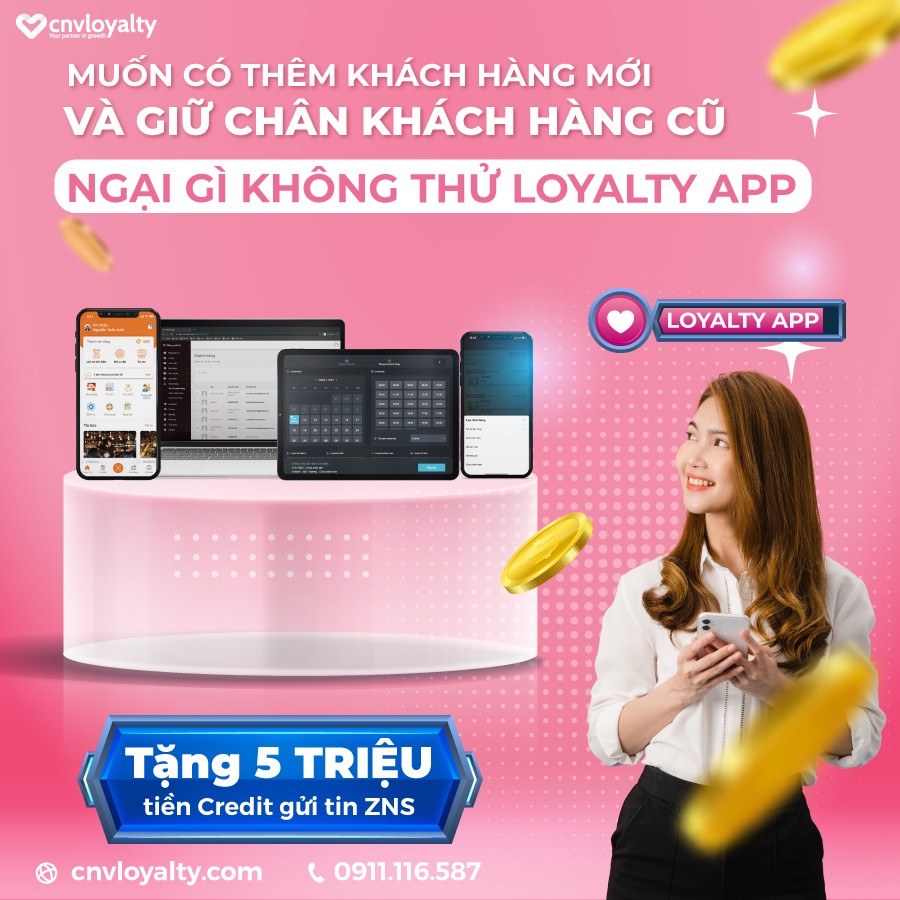 cnvloyalty
Your partner in growth
MUỐN CÓ THÊM KHÁCH HÀNG MỚI
VÀ GIỮ CHÂN KHÁCH HÀNG CŨ
NGẠI GÌ KHÔNG THỬ LOYALTY APP
LOYALTY APP
Tặng 5 TRIỆU
tiền Credit gửi tin ZNS
cnvloyalty.com
0911.116.587